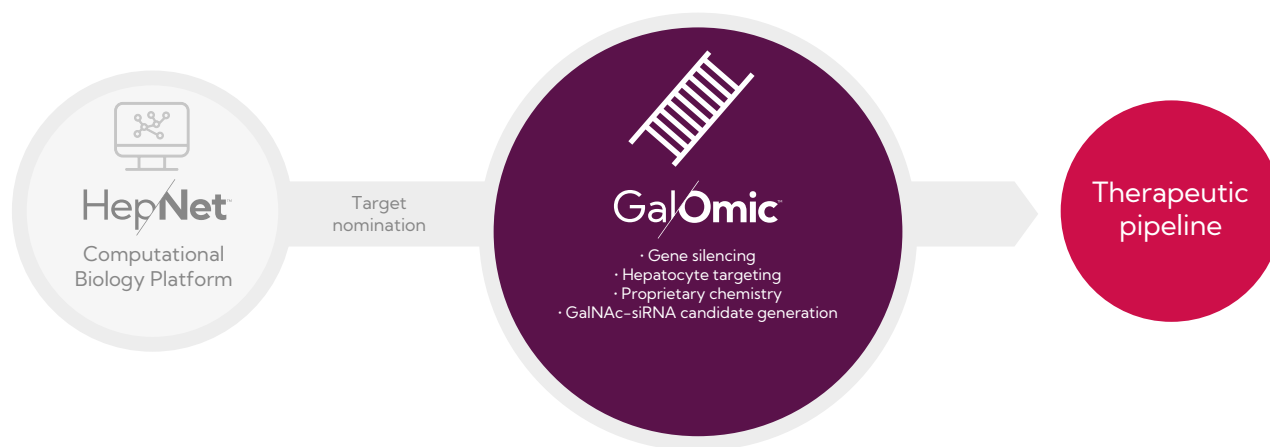 HepNet™
Computational
Biology Platform
Target
nomination
GalOmic™
· Gene silencing
· Hepatocyte targeting
· Proprietary chemistry
· GalNAc-siRNA candidate generation
Therapeutic
pipeline